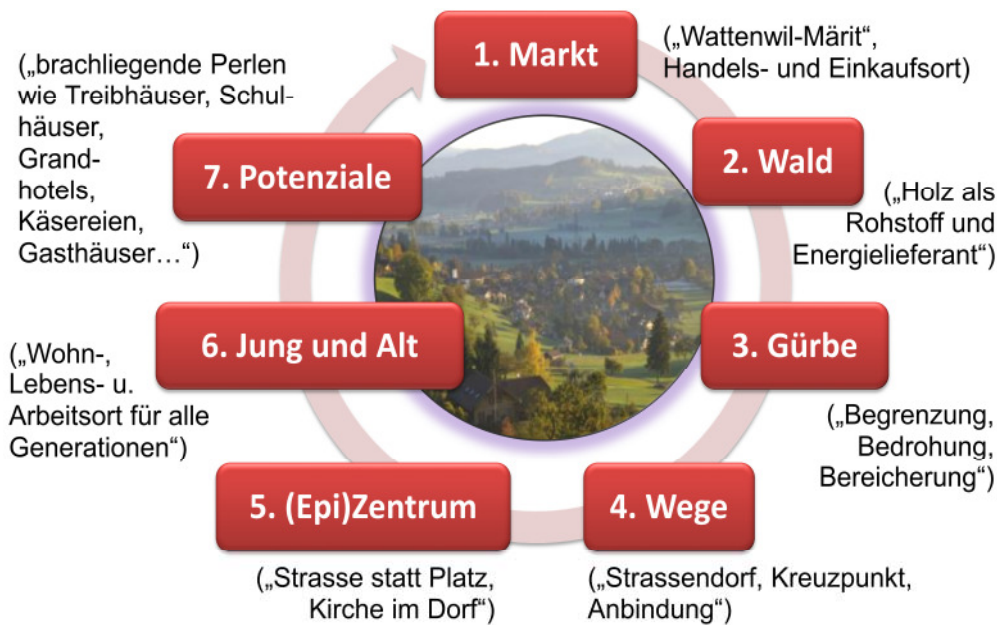 1. Markt
(„Wattenwil-Märit“,
Handels- und Einkaufsort)
2. Wald
(„Holz als
Rohstoff und
Energielieferant“)
3. Gürbe
(„Begrenzung,
Bedrohung,
Bereicherung“)
4. Wege
(„Strassendorf, Kreuzpunkt,
Anbindung“)
5. (Epi)Zentrum
(„Strasse statt Platz,
Kirche im Dorf“)
6. Jung und Alt
(„Wohn-,
Lebens- u.
Arbeitsort für alle
Generationen“)
7. Potenziale
(„brachliegende Perlen
wie Treibhäuser, Schul-
häuser,
Grand-
hotels,
Käsereien,
Gasthäuser…“)